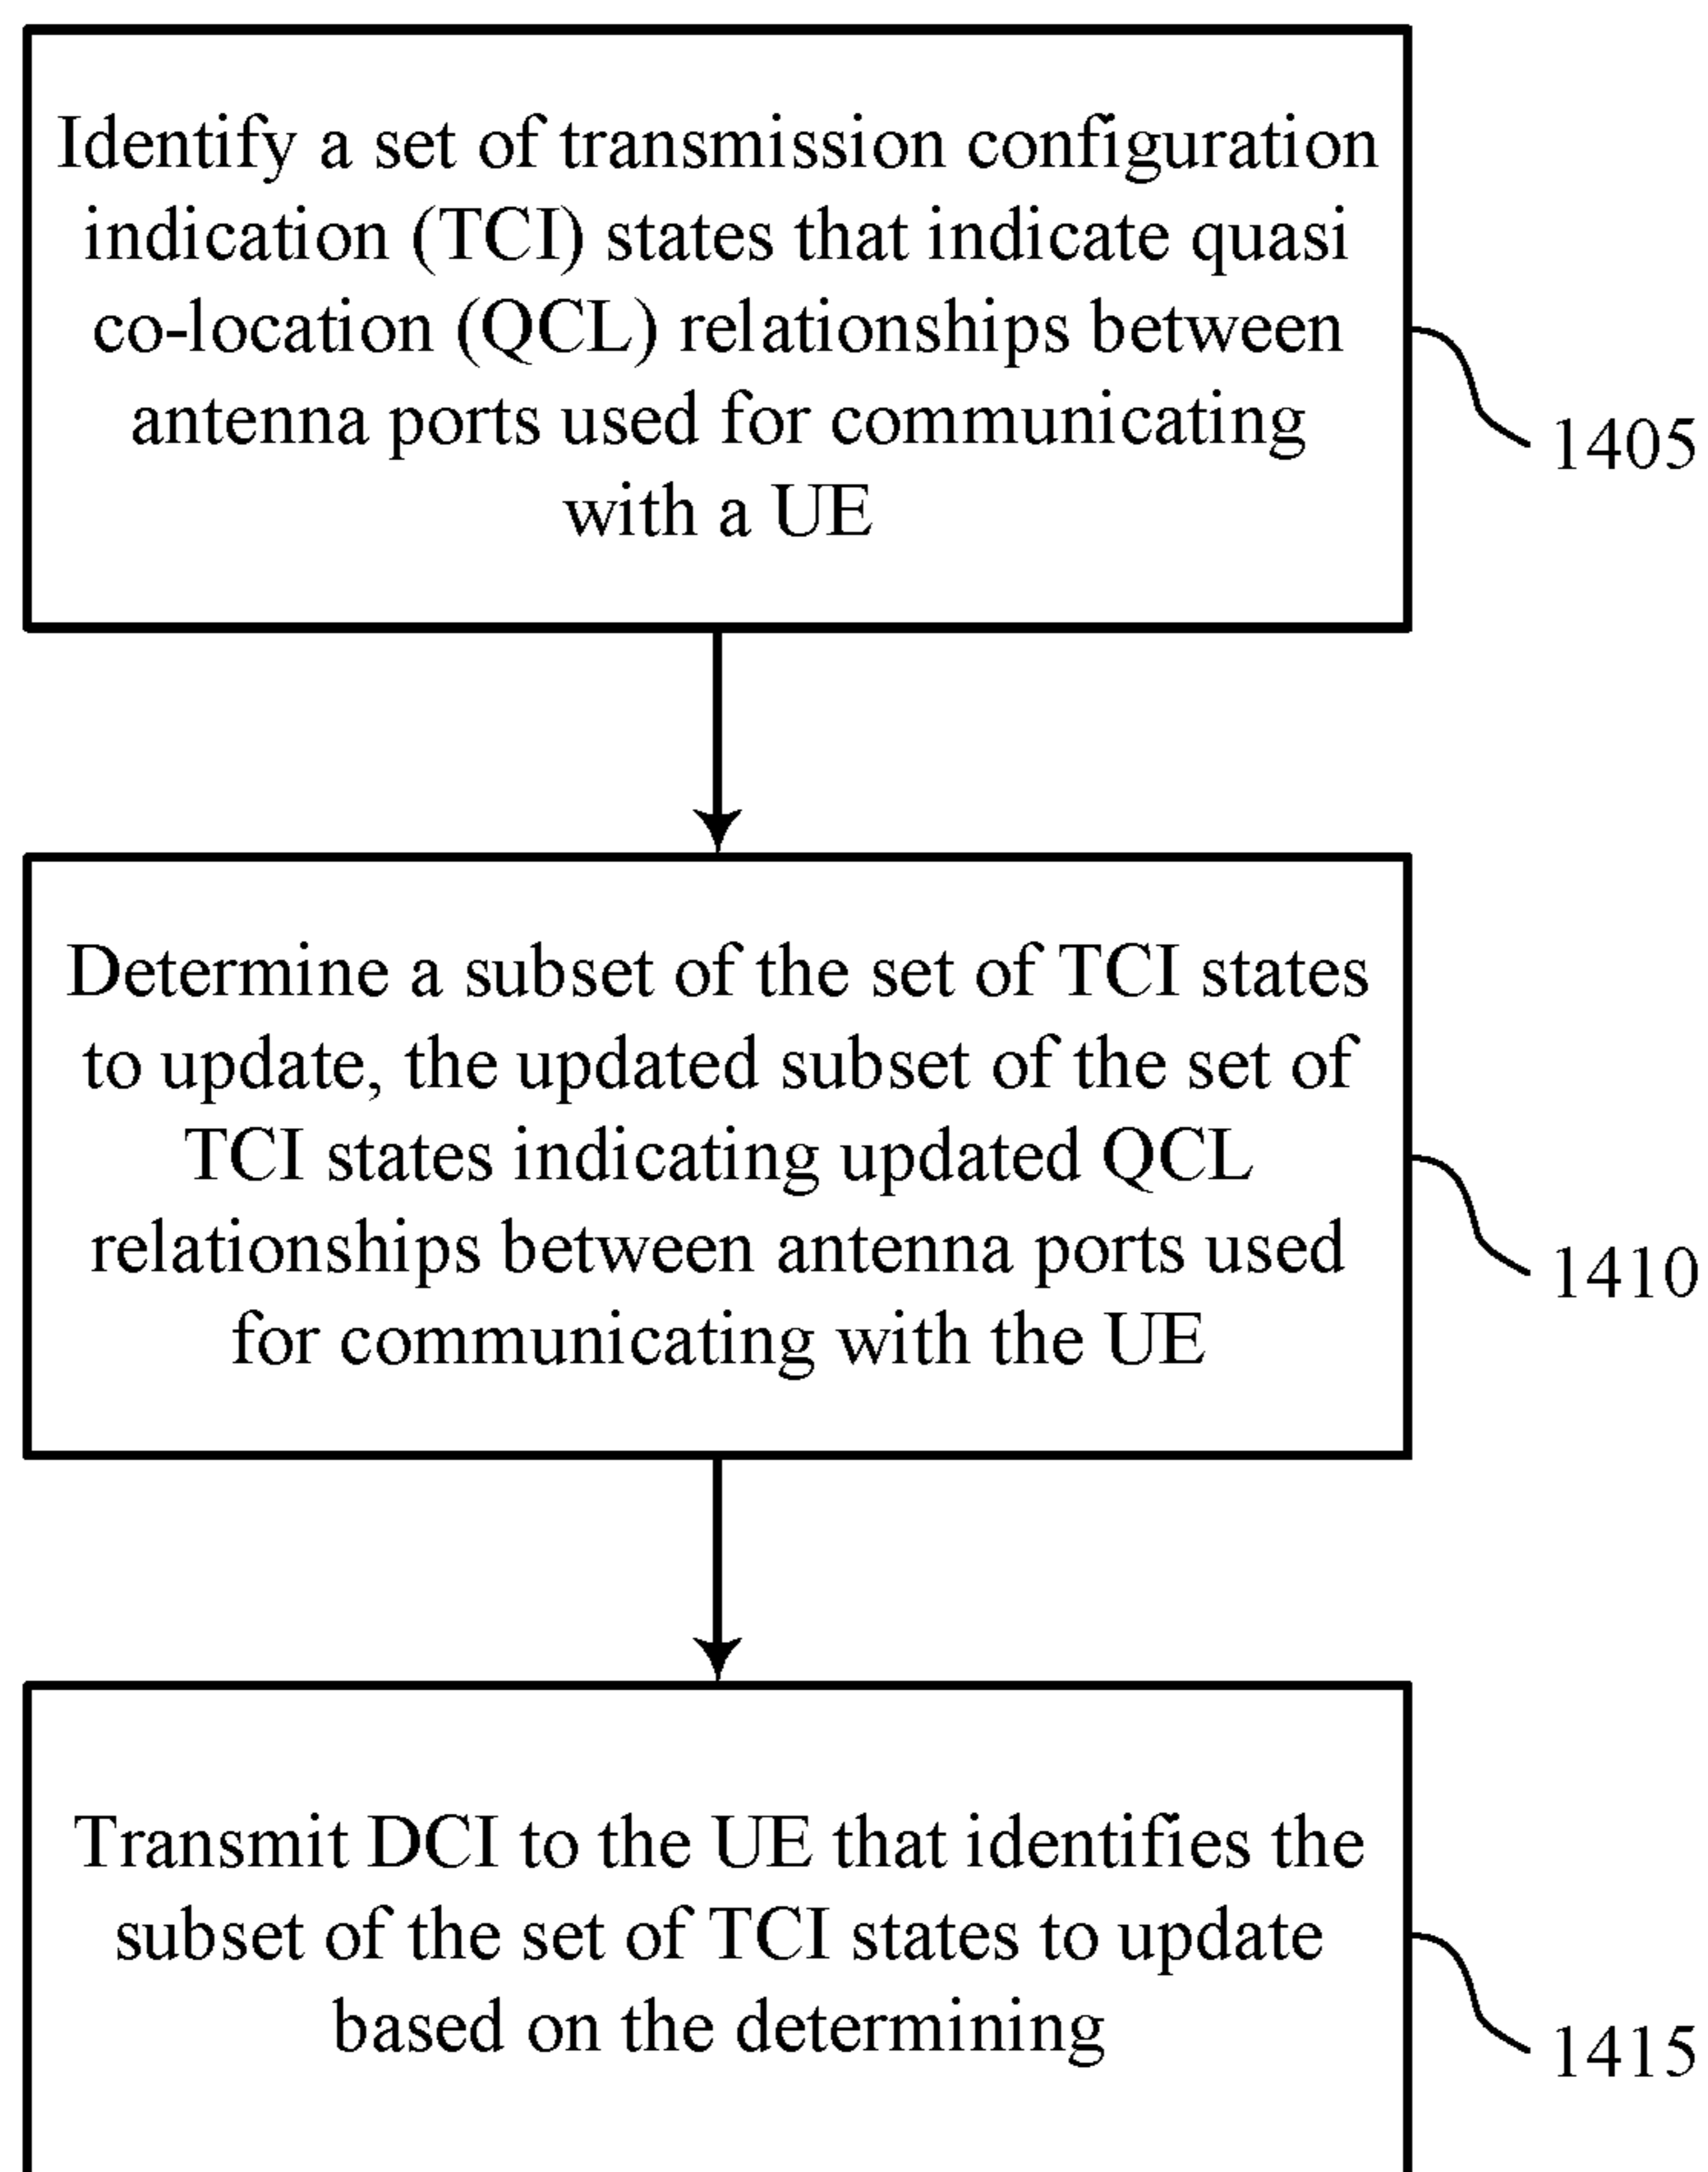 Identify a set of transmission configuration
indication (TCI) states that indicate quasi
co-location (QCL) relationships between
antenna ports used for communicating
with a UE
1405
Determine a subset of the set of TCI states
to update, the updated subset of the set of
TCI states indicating updated QCL
relationships between antenna ports used
for communicating with the UE
1410
Transmit DCI to the UE that identifies the
subset of the set of TCI states to update
based on the determining
1415